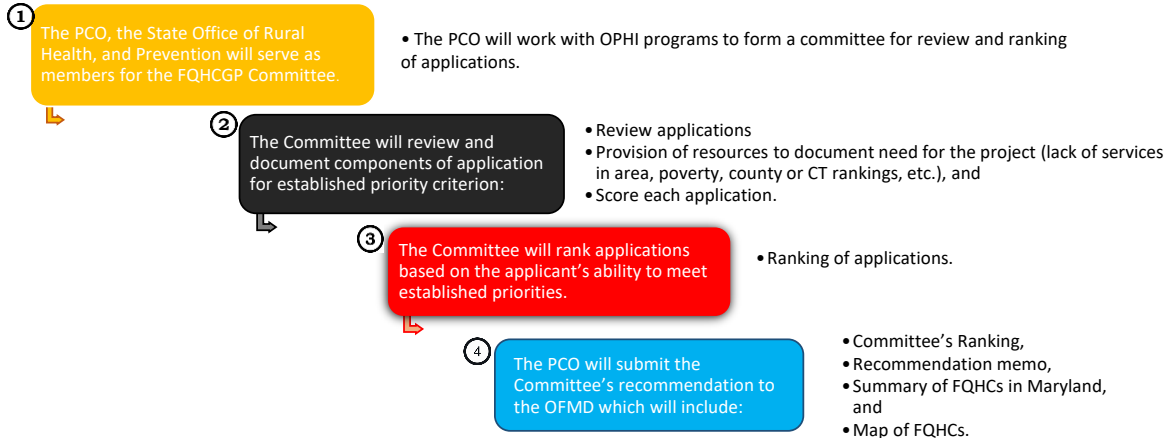 1
The PCO, the State Office of Rural
Health, and Prevention will serve as
members for the FQHCGP Committee.
• The PCO will work with OPHI programs to form a committee for review and ranking
of applications.
2
The Committee will review and
document components of application
for established priority criterion:
• Review applications
• Provision of resources to document need for the project (lack of services
in area, poverty, county or CT rankings, etc.), and
• Score each application.
3
The Committee will rank applications
based on the applicant's ability to meet
established priorities.
• Ranking of applications.
4
The PCO will submit the
Committee's recommendation to
the OFMD which will include:
• Committee's Ranking,
• Recommendation memo,
• Summary of FQHCs in Maryland,
and
• Map of FQHCs.